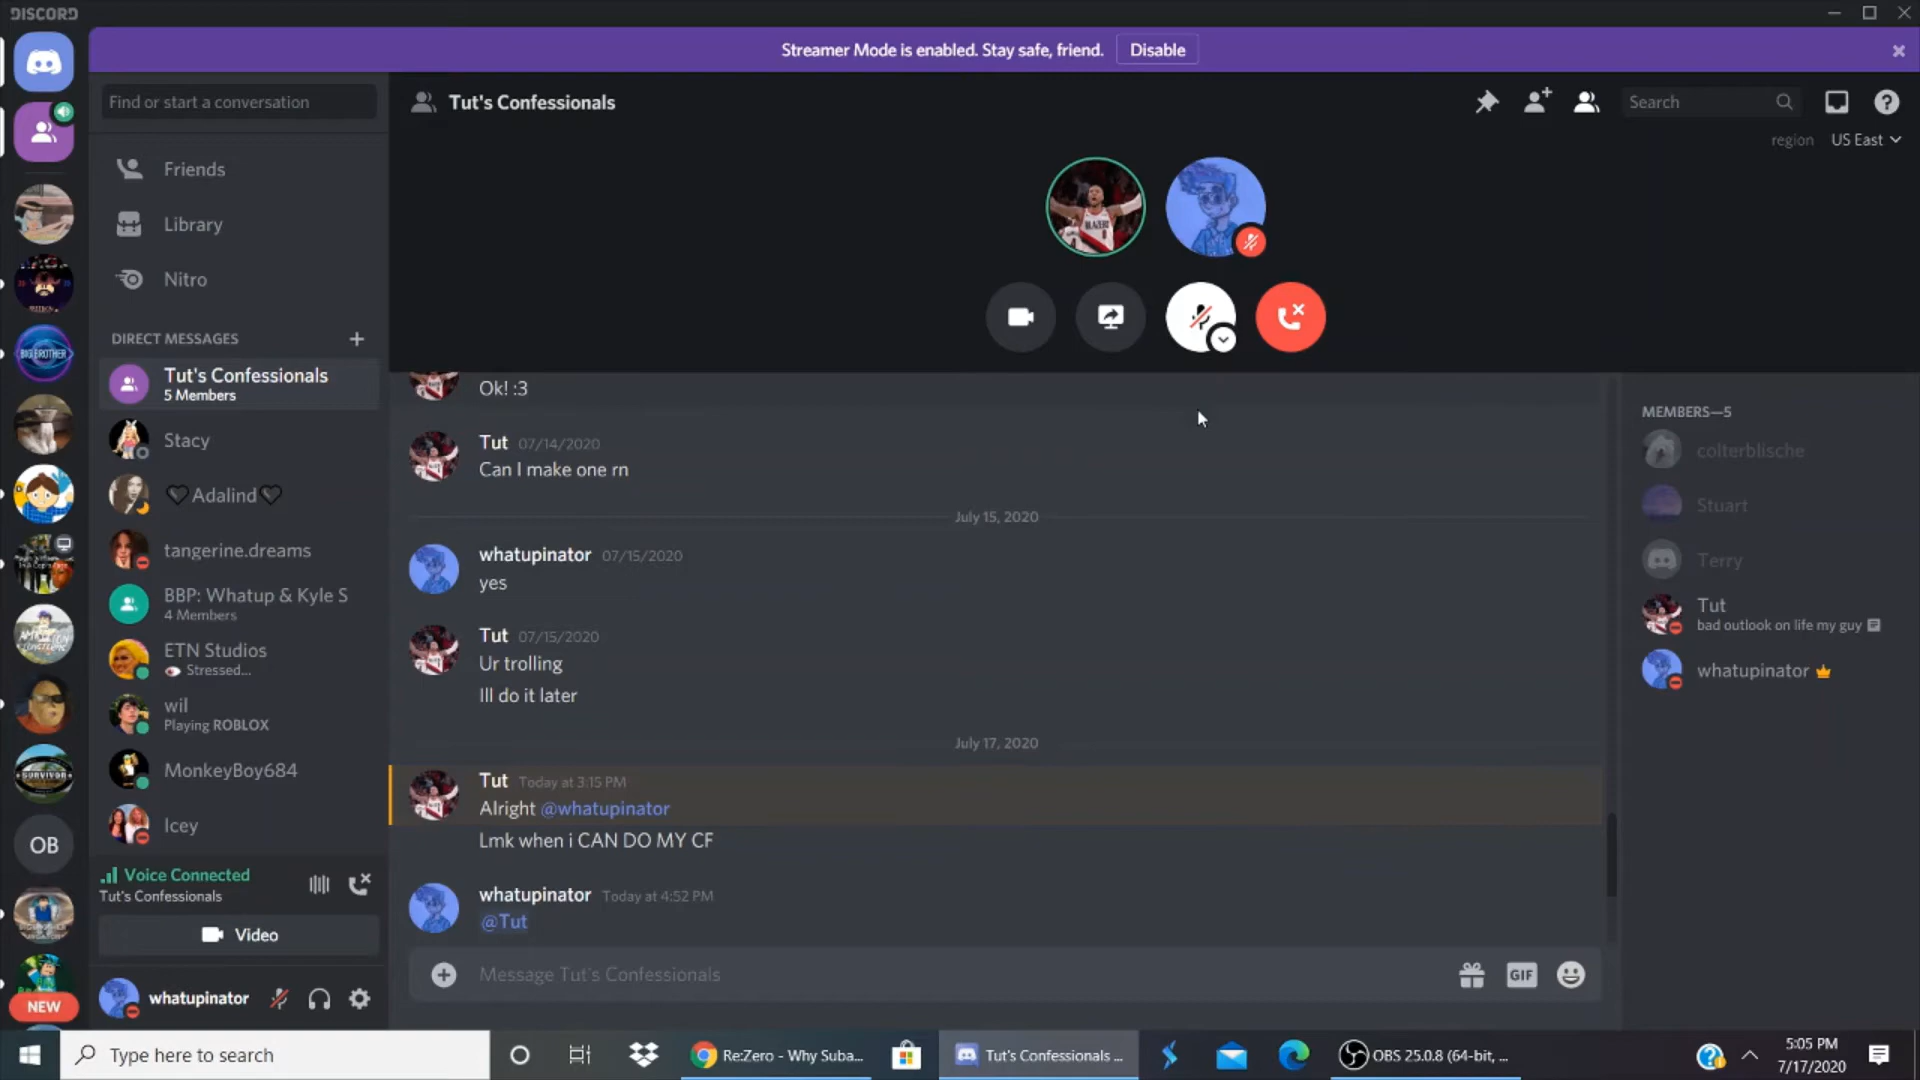 DISCORD
Streamer Mode is enabled. Stay safe, friend.
Disable
Find or start a conversation
Friends
Library
Nitro
DIRECT MESSAGES
Tut's Confessionals
5 Members
Stacy
Adalind
tangerine.dreams
BBP: Whatup & Kyle S
4 Members
ETN Studios
Stressed...
wil
Playing ROBLOX
MonkeyBoy684
Icey
Voice Connected
Tut's Confessionals
Video
whatupinator
BIG BROTHER
SURVIVOR
OB
NEW
Tut's Confessionals
Search
region
US East
BLAZERS
Ok! :3
Tut 07/14/2020
Can I make one rn
July 15, 2020
whatupinator 07/15/2020
yes
Tut 07/15/2020
Ur trolling
Ill do it later
July 17, 2020
Tut Today at 3:15 PM
Alright @whatupinator
Lmk when i CAN DO MY CF
whatupinator Today at 4:52 PM
@Tut
Message Tut's Confessionals
GIF
MEMBERS—5
colterblische
Stuart
Terry
Tut
bad outlook on life my guy
whatupinator
Type here to search
Re:Zero - Why Suba...
Tut's Confessionals ...
OBS 25.0.8 (64-bit, ...
5:05 PM
7/17/2020